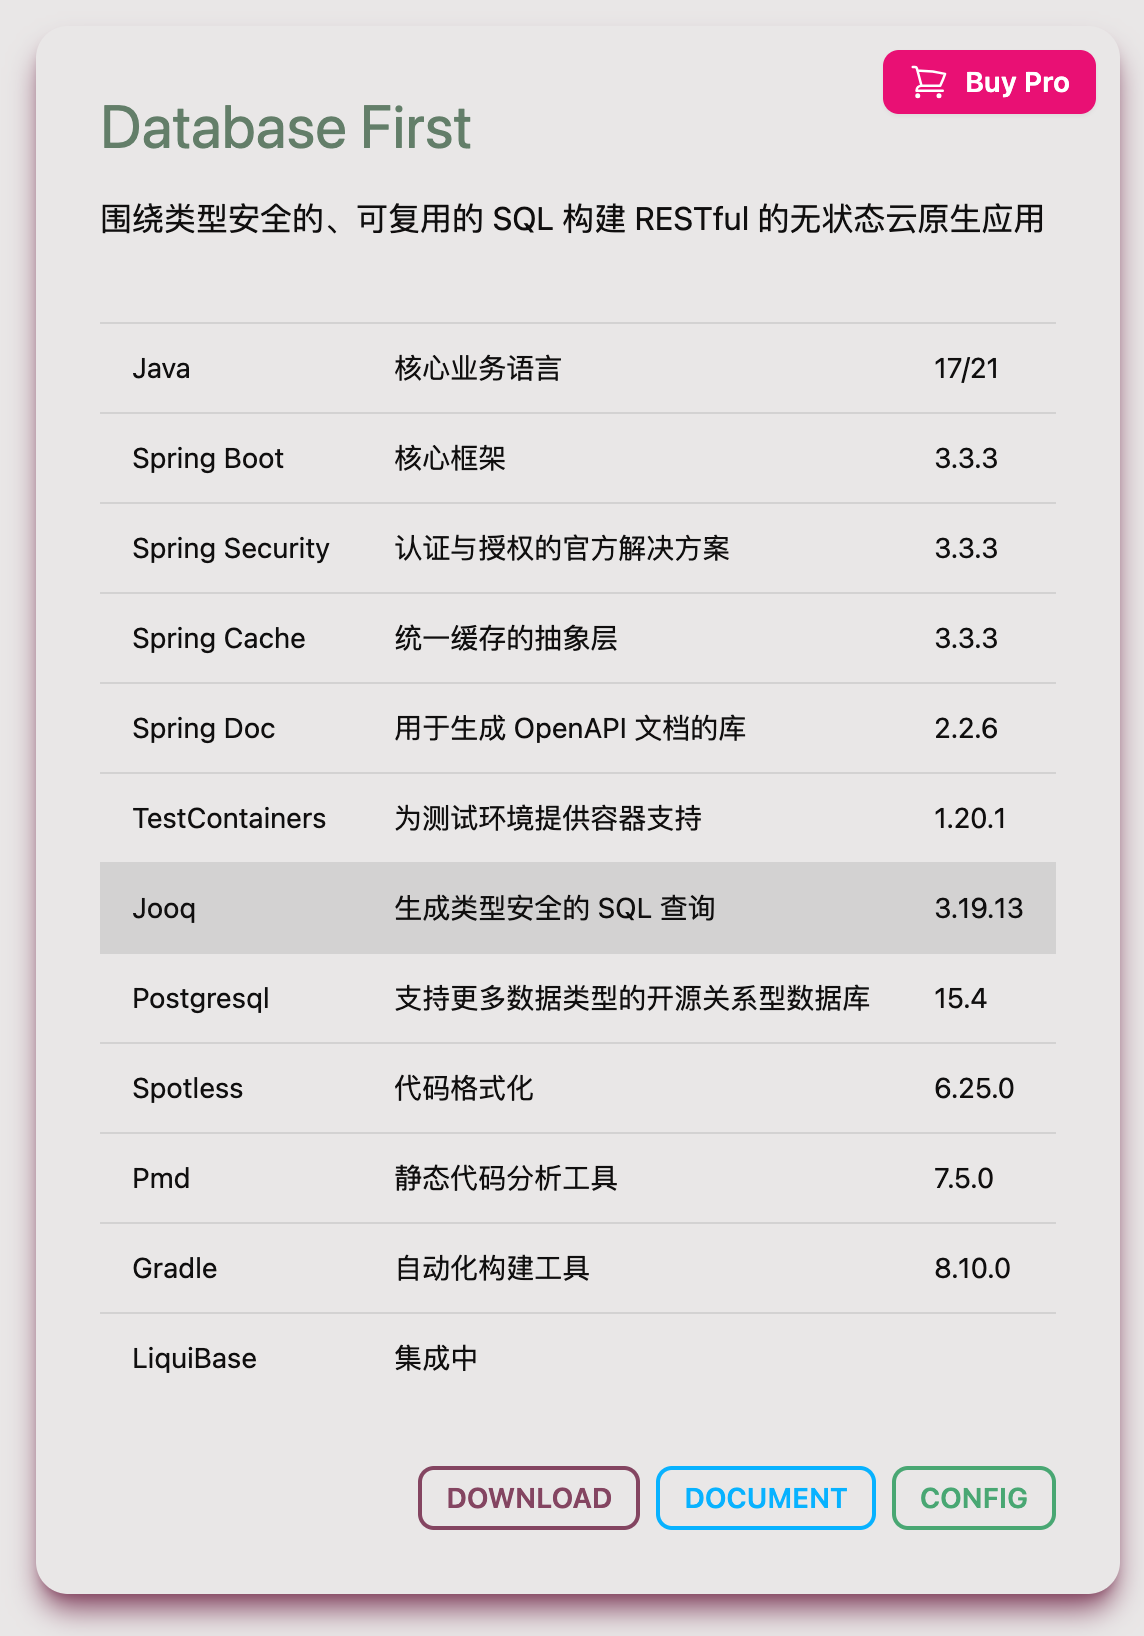 Buy Pro
Database First
围绕类型安全的、可复用的 SQL 构建 RESTful 的无状态云原生应用
Java 核心业务语言 17/21
Spring Boot 核心框架 3.3.3
Spring Security 认证与授权的官方解决方案 3.3.3
Spring Cache 统一缓存的抽象层 3.3.3
Spring Doc 用于生成 OpenAPI 文档的库 2.2.6
TestContainers 为测试环境提供容器支持 1.20.1
Jooq 生成类型安全的 SQL 查询 3.19.13
Postgresql 支持更多数据类型的开源关系型数据库 15.4
Spotless 代码格式化 6.25.0
Pmd 静态代码分析工具 7.5.0
Gradle 自动化构建工具 8.10.0
LiquiBase 集成中
DOWNLOAD DOCUMENT CONFIG